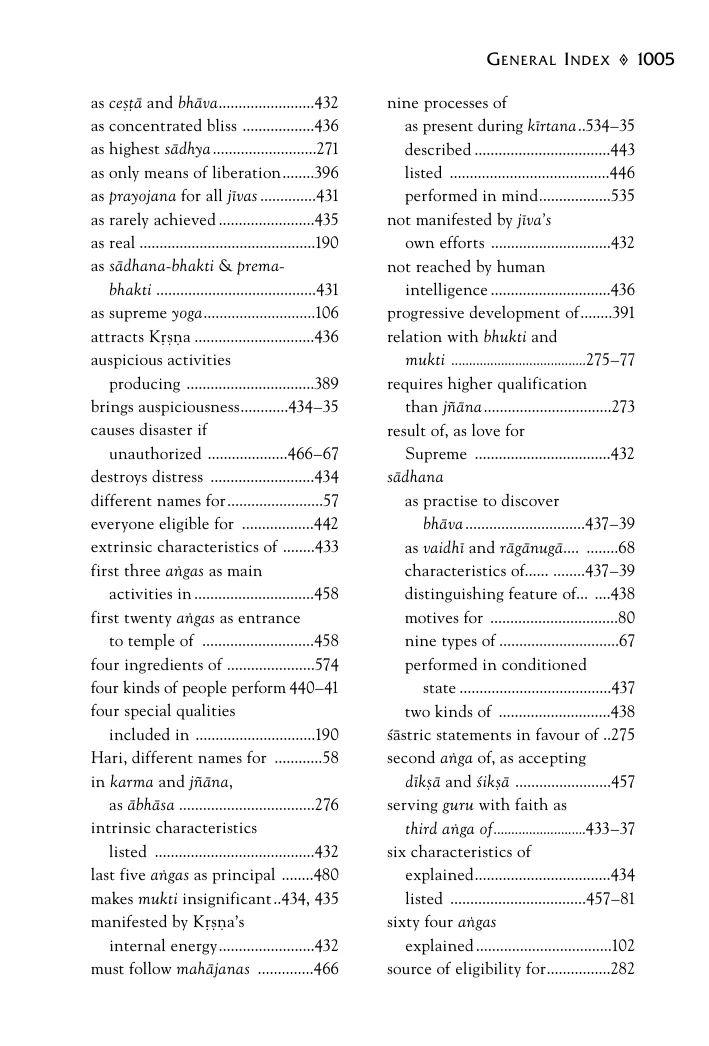 GENERAL INDEX ◈ 1005
as ceṣṭā and bhāva........................432
as concentrated bliss ..................436
as highest sādhya..........................271
as only means of liberation........396
as prayojana for all jīvas ..............431
as rarely achieved........................435
as real ............................................190
as sādhana-bhakti & prema-
bhakti ........................................431
as supreme yoga............................106
attracts Kṛṣṇa ..............................436
auspicious activities
producing ................................389
brings auspiciousness............434–35
causes disaster if
unauthorized ....................466–67
destroys distress ..........................434
different names for........................57
everyone eligible for ..................442
extrinsic characteristics of ........433
first three aṅgas as main
activities in..............................458
first twenty aṅgas as entrance
to temple of ............................458
four ingredients of ......................574
four kinds of people perform 440–41
four special qualities
included in ..............................190
Hari, different names for ............58
in karma and jñāna,
as ābhāsa ..................................276
intrinsic characteristics
listed ........................................432
last five aṅgas as principal ........480
makes mukti insignificant..434, 435
manifested by Kṛṣṇa's
internal energy........................432
must follow mahājanas ..............466
nine processes of
as present during kīrtana..534–35
described..................................443
listed ........................................446
performed in mind..................535
not manifested by jīva's
own efforts ..............................432
not reached by human
intelligence..............................436
progressive development of........391
relation with bhukti and
mukti ......................................275–77
requires higher qualification
than jñāna................................273
result of, as love for
Supreme ..................................432
sādhana
as practise to discover
bhāva..............................437–39
as vaidhī and rāgānugā.... ........68
characteristics of...... ........437–39
distinguishing feature of... ....438
motives for ................................80
nine types of..............................67
performed in conditioned
state ......................................437
two kinds of ............................438
śāstric statements in favour of ..275
second aṅga of, as accepting
dīkṣā and śikṣā ........................457
serving guru with faith as
third aṅga of..........................433–37
six characteristics of
explained..................................434
listed ..................................457–81
sixty four aṅgas
explained..................................102
source of eligibility for................282